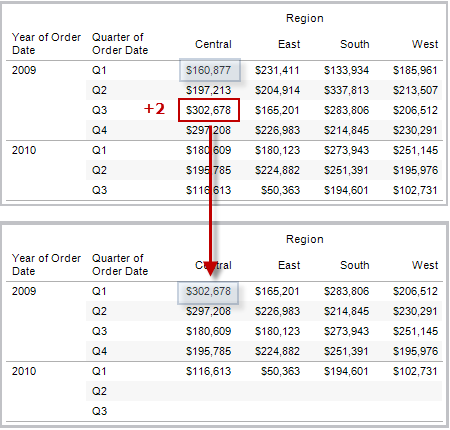 Region
Year of Order Date Quarter of Order Date Central East South West
2009 Q1 $160,877 $231,411 $133,934 $185,961
Q2 $197,213 $204,914 $337,813 $213,507
+2 Q3 $302,678 $165,201 $283,806 $206,512
Q4 $297,208 $226,983 $214,845 $230,291
2010 Q1 $180,609 $180,123 $273,943 $251,145
Q2 $195,785 $224,882 $251,391 $195,976
Q3 $116,613 $50,363 $194,601 $102,731
Region
Year of Order Date Quarter of Order Date Central East South West
2009 Q1 $302,678 $165,201 $283,806 $206,512
Q2 $297,208 $226,983 $214,845 $230,291
Q3 $180,609 $180,123 $273,943 $251,145
Q4 $195,785 $224,882 $251,391 $195,976
2010 Q1 $116,613 $50,363 $194,601 $102,731
Q2
Q3